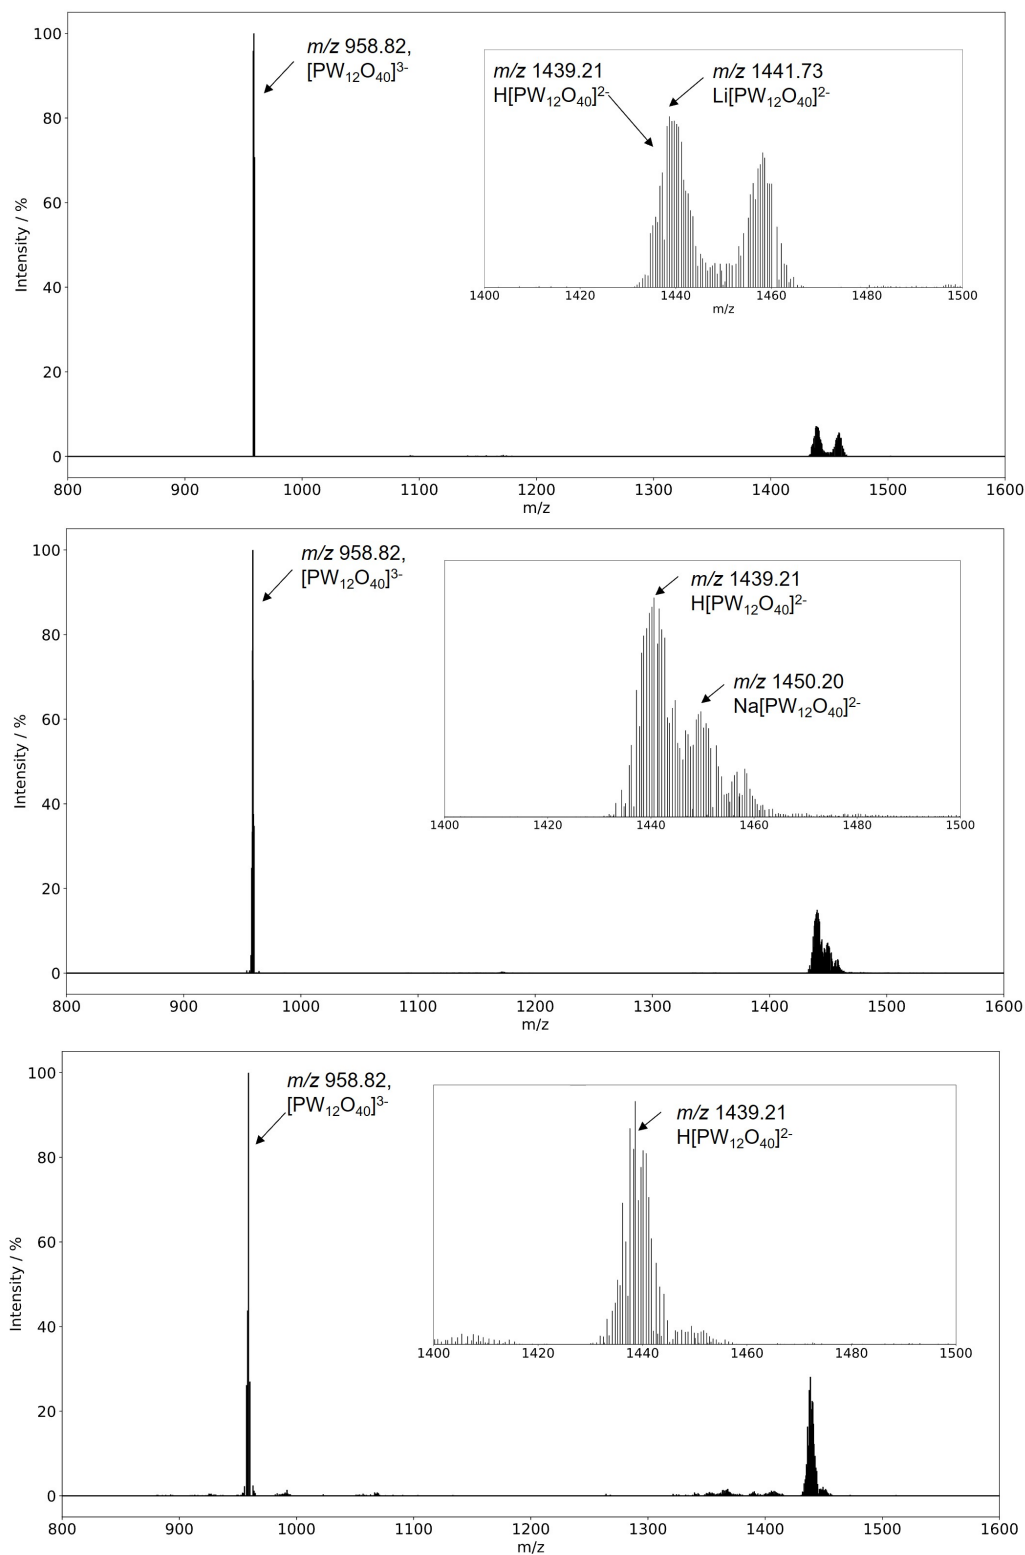 100
80
60
40
20
0
Intensity / %
m/z 958.82,
[PW12O40]3-
m/z 1439.21
H[PW12O40]2-
m/z 1441.73
Li[PW12O40]2-
1400 1420 1440 1460 1480 1500
m/z
800 900 1000 1100 1200 1300 1400 1500 1600
m/z
100
80
60
40
20
0
Intensity / %
m/z 958.82,
[PW12O40]3-
m/z 1439.21
H[PW12O40]2-
m/z 1450.20
Na[PW12O40]2-
1400 1420 1440 1460 1480 1500
800 900 1000 1100 1200 1300 1400 1500 1600
m/z
100
80
60
40
20
0
Intensity / %
m/z 958.82,
[PW12O40]3-
m/z 1439.21
H[PW12O40]2-
1400 1420 1440 1460 1480 1500
800 900 1000 1100 1200 1300 1400 1500 1600
m/z